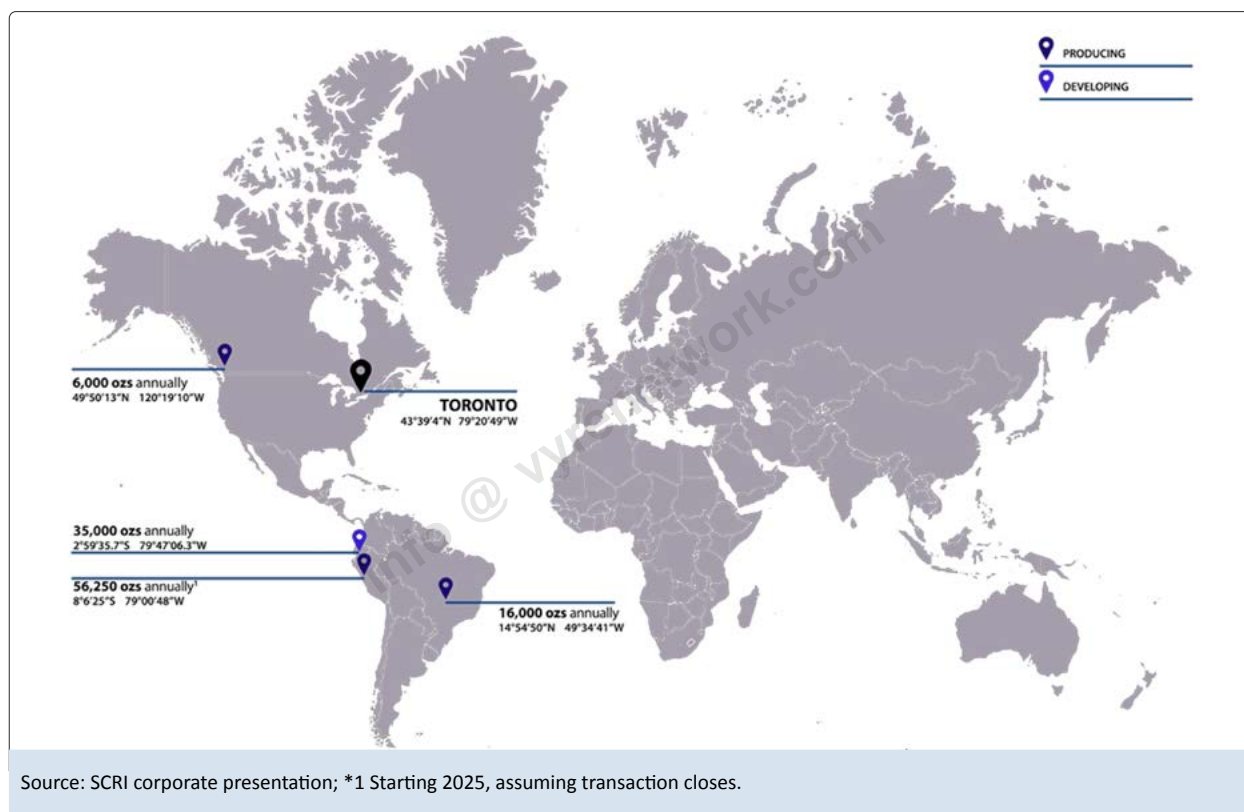 PRODUCING
DEVELOPING
6,000 ozs annually
49°50'13"N 120°19'10"W
TORONTO
43°39'4"N 79°20'49"W
35,000 ozs annually
2°59'35.7"S 79°47'06.3"W
56,250 ozs annually¹
8°6'25"S 79°00'48"W
16,000 ozs annually
14°54'50"N 49°34'41"W
info @ vyrentwork.com
Source: SCRI corporate presentation; *1 Starting 2025, assuming transaction closes.